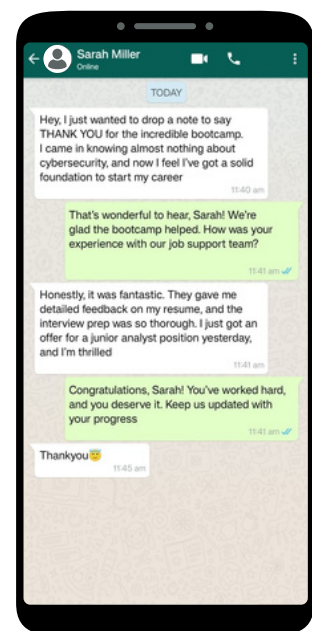 Sarah Miller
Online
TODAY
Hey, I just wanted to drop a note to say
THANK YOU for the incredible bootcamp.
I came in knowing almost nothing about
cybersecurity, and now I feel I've got a solid
foundation to start my career
11:40 am
That's wonderful to hear, Sarah! We're
glad the bootcamp helped. How was your
experience with our job support team?
11:41 am
Honestly, it was fantastic. They gave me
detailed feedback on my resume, and the
interview prep was so thorough. I just got an
offer for a junior analyst position yesterday,
and I'm thrilled
11:41 am
Congratulations, Sarah! You've worked hard,
and you deserve it. Keep us updated with
your progress
11:41 am
Thankyou😇
11:45 am